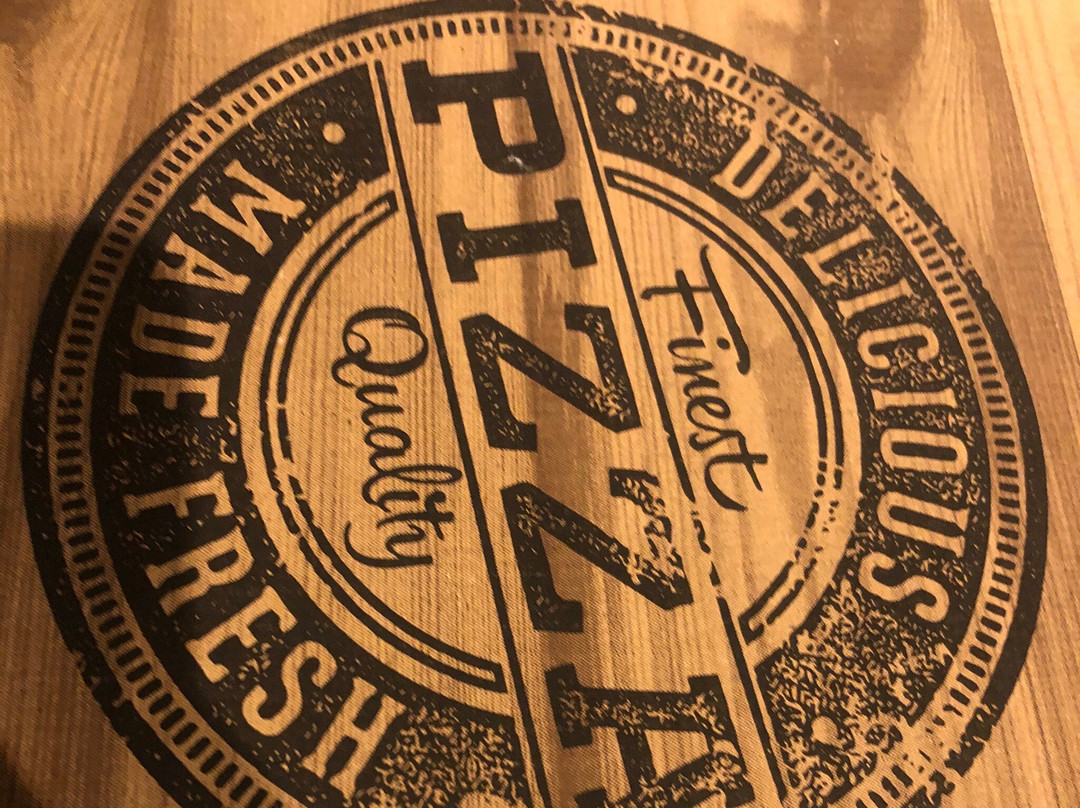 DELICIOUS
Finest
PIZZA
Quality
MADE FRESH